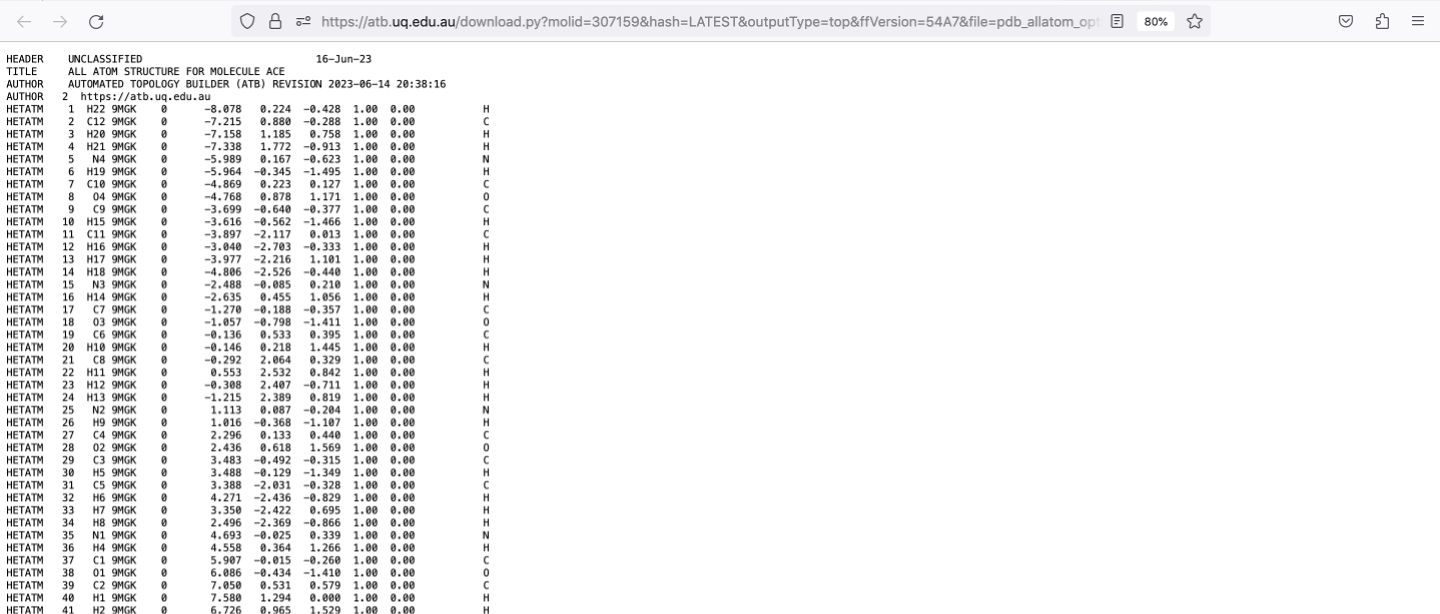 https://atb.uq.edu.au/download.py?molid=307159&hash=LATEST&outputType=top&ffVersion=54A7&file=pdb_allatom_opt 80%
HEADER UNCLASSIFIED 16-Jun-23
TITLE ALL ATOM STRUCTURE FOR MOLECULE ACE
AUTHOR AUTOMATED TOPOLOGY BUILDER (ATB) REVISION 2023-06-14 20:38:16
AUTHOR 2 https://atb.uq.edu.au
HETATM 1 H22 9MGK 0 -8.078 0.224 -0.428 1.00 0.00 H
HETATM 2 C12 9MGK 0 -7.215 0.880 -0.288 1.00 0.00 C
HETATM 3 H20 9MGK 0 -7.158 1.185 0.758 1.00 0.00 H
HETATM 4 H21 9MGK 0 -7.338 1.772 -0.913 1.00 0.00 H
HETATM 5 N4 9MGK 0 -5.989 0.167 -0.623 1.00 0.00 N
HETATM 6 H19 9MGK 0 -5.964 -0.345 -1.495 1.00 0.00 H
HETATM 7 C10 9MGK 0 -4.869 0.223 0.127 1.00 0.00 C
HETATM 8 O4 9MGK 0 -4.768 0.878 1.171 1.00 0.00 O
HETATM 9 C9 9MGK 0 -3.699 -0.640 -0.377 1.00 0.00 C
HETATM 10 H15 9MGK 0 -3.616 -0.562 -1.466 1.00 0.00 H
HETATM 11 C11 9MGK 0 -3.897 -2.117 0.013 1.00 0.00 C
HETATM 12 H16 9MGK 0 -3.040 -2.703 -0.333 1.00 0.00 H
HETATM 13 H17 9MGK 0 -3.977 -2.216 1.101 1.00 0.00 H
HETATM 14 H18 9MGK 0 -4.806 -2.526 -0.440 1.00 0.00 H
HETATM 15 N3 9MGK 0 -2.488 -0.085 0.210 1.00 0.00 N
HETATM 16 H14 9MGK 0 -2.635 0.455 1.056 1.00 0.00 H
HETATM 17 C7 9MGK 0 -1.270 -0.188 -0.357 1.00 0.00 C
HETATM 18 O3 9MGK 0 -1.057 -0.798 -1.411 1.00 0.00 O
HETATM 19 C6 9MGK 0 -0.136 0.533 0.395 1.00 0.00 C
HETATM 20 H10 9MGK 0 -0.146 0.218 1.445 1.00 0.00 H
HETATM 21 C8 9MGK 0 -0.292 2.064 0.329 1.00 0.00 C
HETATM 22 H11 9MGK 0 0.553 2.532 0.842 1.00 0.00 H
HETATM 23 H12 9MGK 0 -0.308 2.407 -0.711 1.00 0.00 H
HETATM 24 H13 9MGK 0 -1.215 2.389 0.819 1.00 0.00 H
HETATM 25 N2 9MGK 0 1.113 0.087 -0.204 1.00 0.00 N
HETATM 26 H9 9MGK 0 1.016 -0.368 -1.107 1.00 0.00 H
HETATM 27 C4 9MGK 0 2.296 0.133 0.440 1.00 0.00 C
HETATM 28 O2 9MGK 0 2.436 0.618 1.569 1.00 0.00 O
HETATM 29 C3 9MGK 0 3.483 -0.492 -0.315 1.00 0.00 C
HETATM 30 H5 9MGK 0 3.488 -0.129 -1.349 1.00 0.00 H
HETATM 31 C5 9MGK 0 3.388 -2.031 -0.328 1.00 0.00 C
HETATM 32 H6 9MGK 0 4.271 -2.436 -0.829 1.00 0.00 H
HETATM 33 H7 9MGK 0 3.350 -2.422 0.695 1.00 0.00 H
HETATM 34 H8 9MGK 0 2.496 -2.369 -0.866 1.00 0.00 H
HETATM 35 N1 9MGK 0 4.693 -0.025 0.339 1.00 0.00 N
HETATM 36 H4 9MGK 0 4.558 0.364 1.266 1.00 0.00 H
HETATM 37 C1 9MGK 0 5.907 -0.015 -0.260 1.00 0.00 C
HETATM 38 O1 9MGK 0 6.086 -0.434 -1.410 1.00 0.00 O
HETATM 39 C2 9MGK 0 7.050 0.531 0.579 1.00 0.00 C
HETATM 40 H1 9MGK 0 7.580 1.294 0.000 1.00 0.00 H
HETATM 41 H2 9MGK 0 6.726 0.965 1.529 1.00 0.00 H